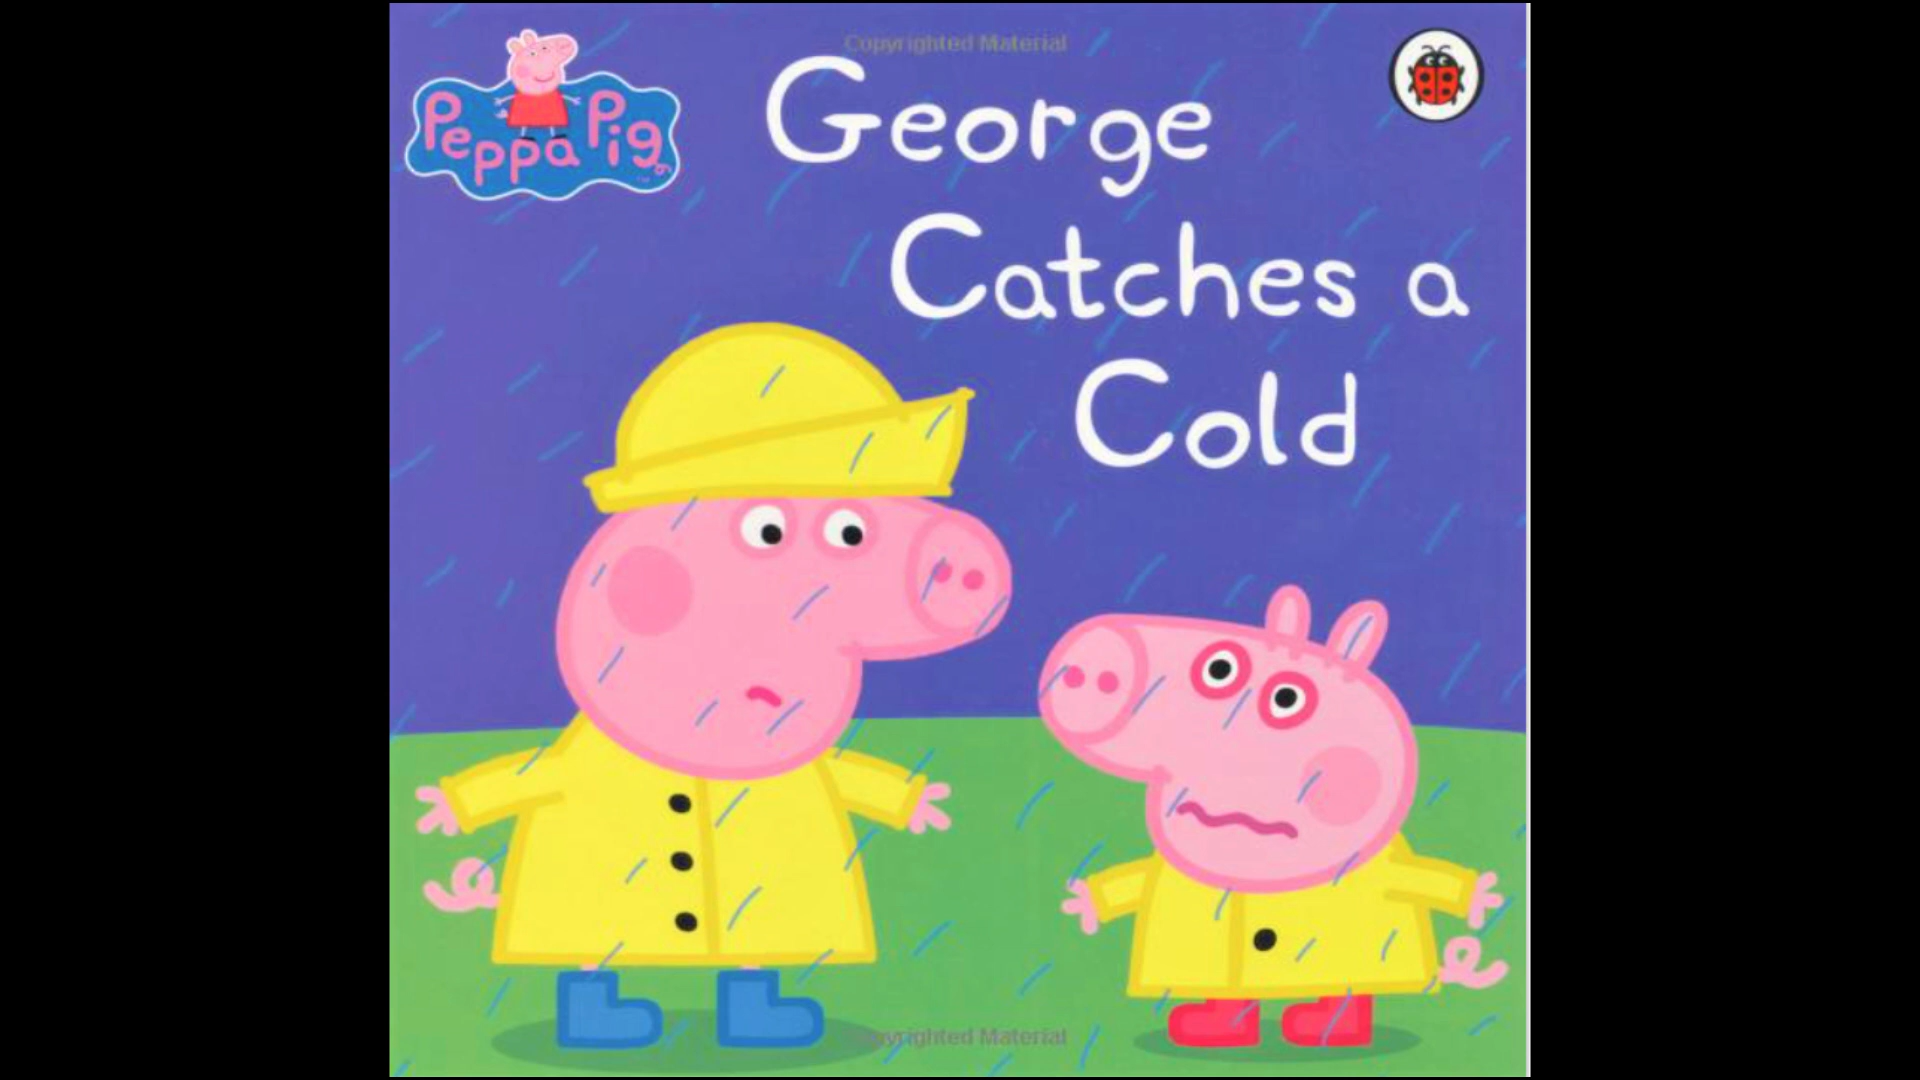 Copyrighted Material
Peppa Pig
George
Catches a
Cold
Copyrighted Material